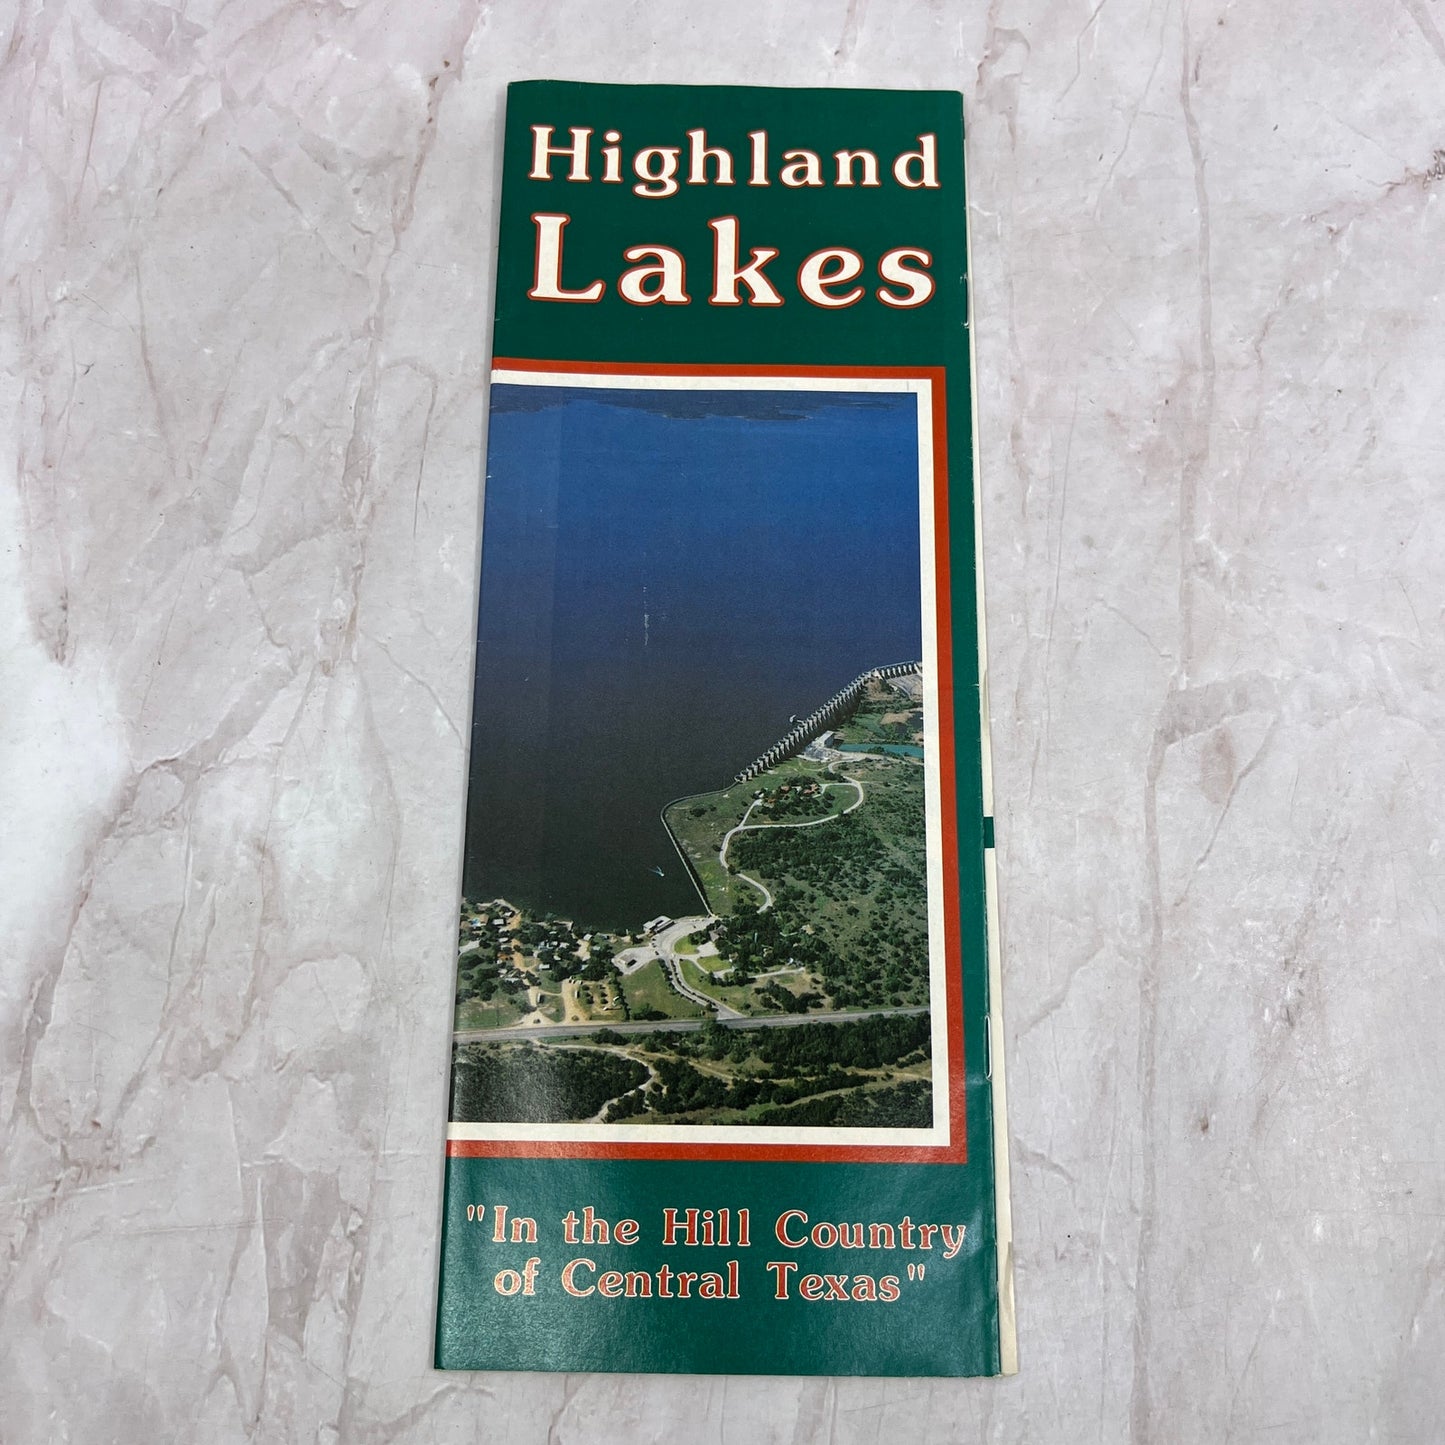 Highland
Lakes
"In the Hill Country
of Central Texas"